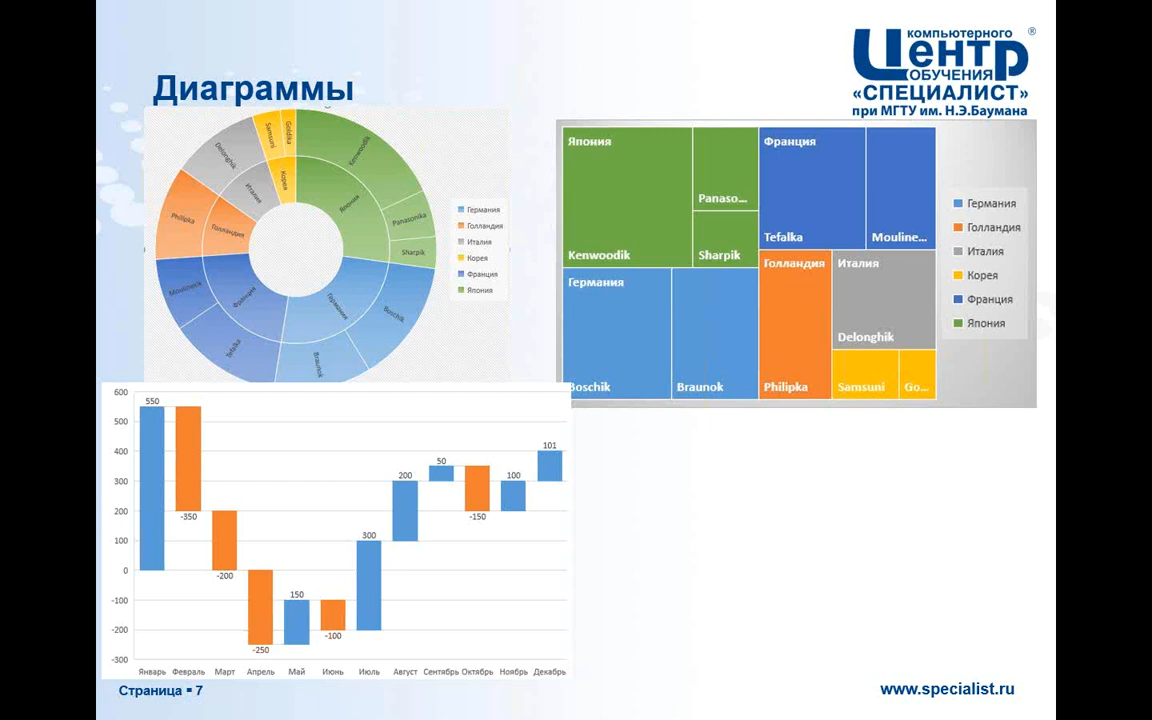 компьютерного
Центр
ОБУЧЕНИЯ
«СПЕЦИАЛИСТ»
при МГТУ им. Н.Э.Баумана
®
Диаграммы
Samsuni
Goldika
Kenwoodik
Delonghik
Корея
Италия
Япония
Philipka
Голландия
Panasonika
Sharpik
Moulineck
Франция
Германия
Boschik
Tefalka
Braunok
Германия
Голландия
Италия
Корея
Франция
Япония
Япония
Франция
Panaso...
Kenwoodik
Sharpik
Tefalka
Mouline...
Германия
Голландия
Италия
Delonghik
Boschik
Braunok
Philipka
Samsuni
Go...
Германия
Голландия
Италия
Корея
Франция
Япония
600
500
400
300
200
100
0
-100
-200
-300
550
-350
-200
-250
150
-100
300
200
50
-150
100
101
Январь Февраль Март Апрель Май Июнь Июль Август Сентябрь Октябрь Ноябрь Декабрь
Страница ▪ 7
www.specialist.ru